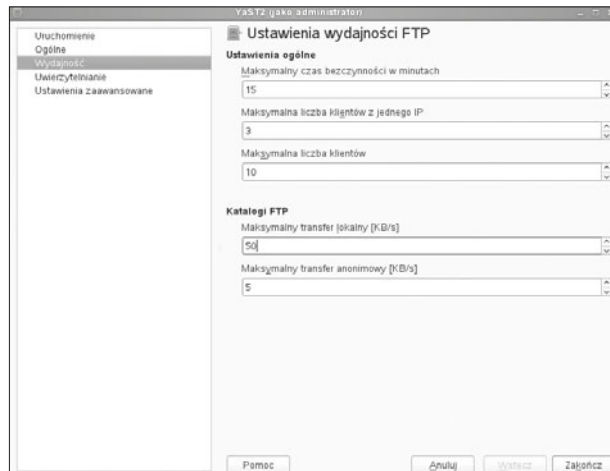 YaST2 (jako administrator)
Uruchomienie
Ogólne
Wydajność
Uwierzytelnianie
Ustawienia zaawansowane
Ustawienia wydajności FTP
Ustawienia ogólne
Maksymalny czas bezczynności w minutach
15
Maksymalna liczba klientów z jednego IP
3
Maksymalna liczba klientów
10
Katalogi FTP
Maksymalny transfer lokalny [KB/s]
50
Maksymalny transfer anonimowy [KB/s]
5
Pomoc
Anuluj
Wstecz
Zakończ